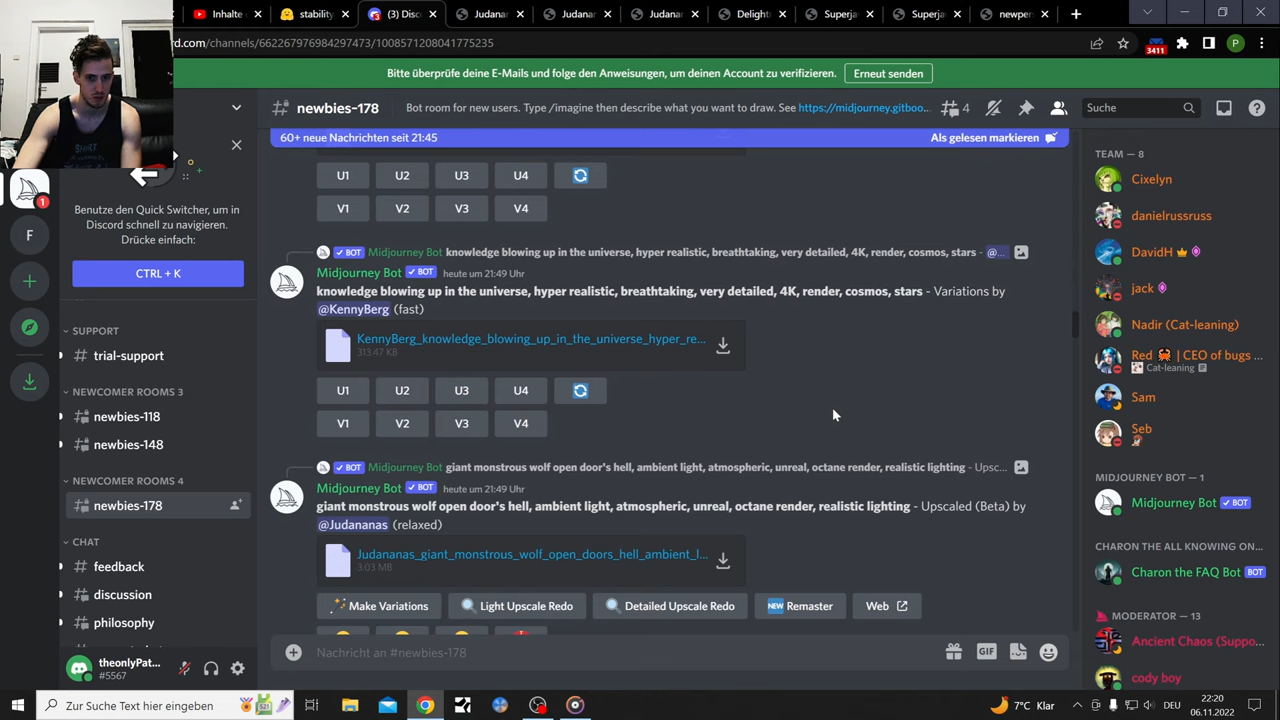 Inhalte
stability
(3) Disc
Judanar
Judanar
Judanar
Delight
Superja
Superja
newper
rd.com/channels/662267976984297473/1008571208041775235
3411
P
Bitte überprüfe deine E-Mails und folge den Anweisungen, um deinen Account zu verifizieren.
Erneut senden
newbies-178
Bot room for new users. Type /imagine then describe what you want to draw. See https://midjourney.gitboo...
4
Suche
60+ neue Nachrichten seit 21:45
Als gelesen markieren
U1 U2 U3 U4
V1 V2 V3 V4
BOT Midjourney Bot knowledge blowing up in the universe, hyper realistic, breathtaking, very detailed, 4K, render, cosmos, stars - @...
Midjourney Bot BOT heute um 21:49 Uhr
knowledge blowing up in the universe, hyper realistic, breathtaking, very detailed, 4K, render, cosmos, stars - Variations by
@KennyBerg (fast)
KennyBerg_knowledge_blowing_up_in_the_universe_hyper_re...
313.47 KB
U1 U2 U3 U4
V1 V2 V3 V4
BOT Midjourney Bot giant monstrous wolf open door's hell, ambient light, atmospheric, unreal, octane render, realistic lighting - Upsc...
Midjourney Bot BOT heute um 21:49 Uhr
giant monstrous wolf open door's hell, ambient light, atmospheric, unreal, octane render, realistic lighting - Upscaled (Beta) by
@Judananas (relaxed)
Judananas_giant_monstrous_wolf_open_doors_hell_ambient_l...
3.03 MB
Make Variations
Light Upscale Redo
Detailed Upscale Redo
NEW Remaster
Web
Nachricht an #newbies-178
GIF
1
F
Benutze den Quick Switcher, um in
Discord schnell zu navigieren.
Drücke einfach:
CTRL + K
SUPPORT
trial-support
NEWCOMER ROOMS 3
newbies-118
newbies-148
NEWCOMER ROOMS 4
newbies-178
CHAT
feedback
discussion
philosophy
theonlyPat...
#5567
TEAM — 8
Cixelyn
danielrussruss
DavidH
jack
Nadir (Cat-leaning)
Red | CEO of bugs ...
Cat-leaning
Sam
Seb
MIDJOURNEY BOT — 1
Midjourney Bot BOT
CHARON THE ALL KNOWING ON...
Charon the FAQ Bot BOT
MODERATOR — 13
Ancient Chaos (Suppo...
cody boy
Zur Suche Text hier eingeben
7°C Klar
DEU
22:20
06.11.2022